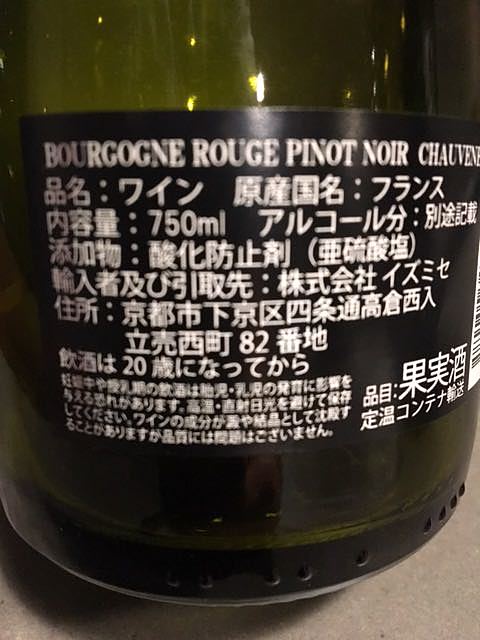 BOURGOGNE ROUGE PINOT NOIR CHAUVENE
品名：ワイン　原産国名：フランス
内容量：750ml　アルコール分：別途記載
添加物：酸化防止剤（亜硫酸塩）
輸入者及び引取先：株式会社 イズミセ
住所：京都市下京区四条通高倉西入
立売西町 82 番地
飲酒は 20 歳になってから
妊娠中や授乳期の飲酒は胎児・乳児の発育に影響を
与える恐れがあります。高温・直射日光を避けて保存
してください。ワインの成分が澱や結晶として沈殿す
ることがありますが品質には問題はございません。
品目：果実酒
定温コンテナ輸送